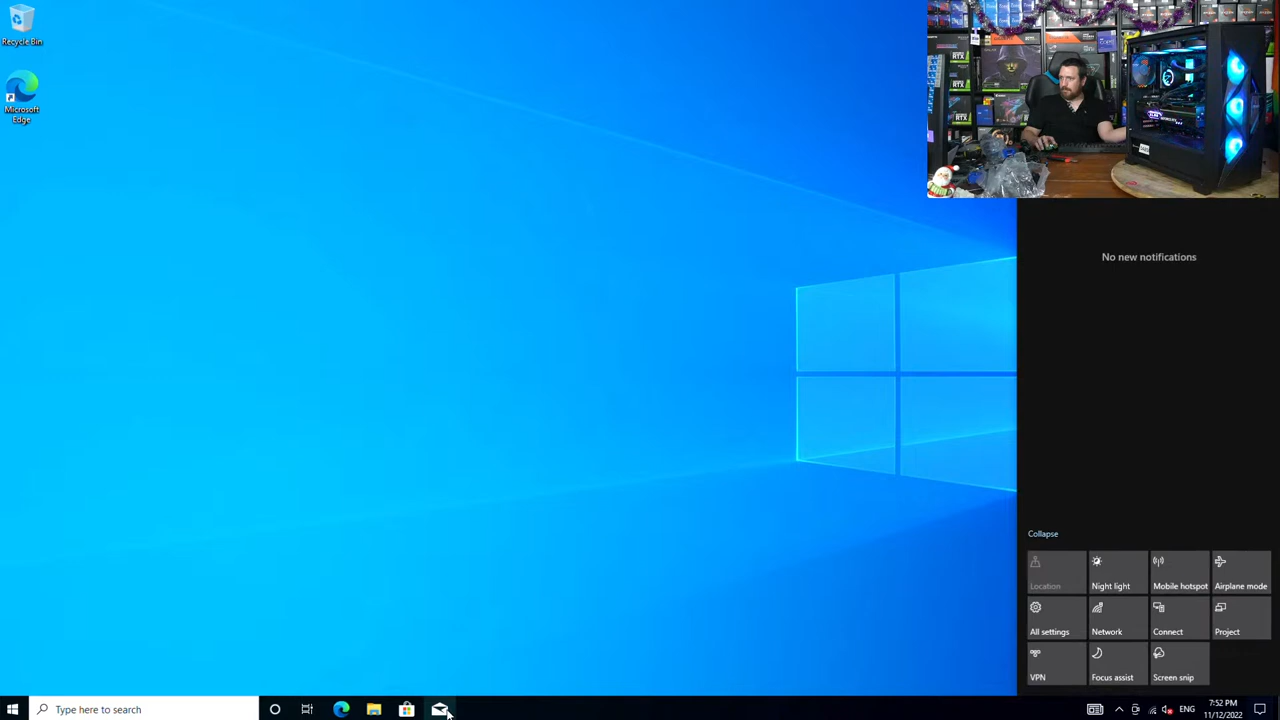 Recycle Bin
Microsoft
Edge
No new notifications
Collapse
Location
Night light
Mobile hotspot
Airplane mode
All settings
Network
Connect
Project
VPN
Focus assist
Screen snip
Type here to search
ENG
7:52 PM
11/12/2022